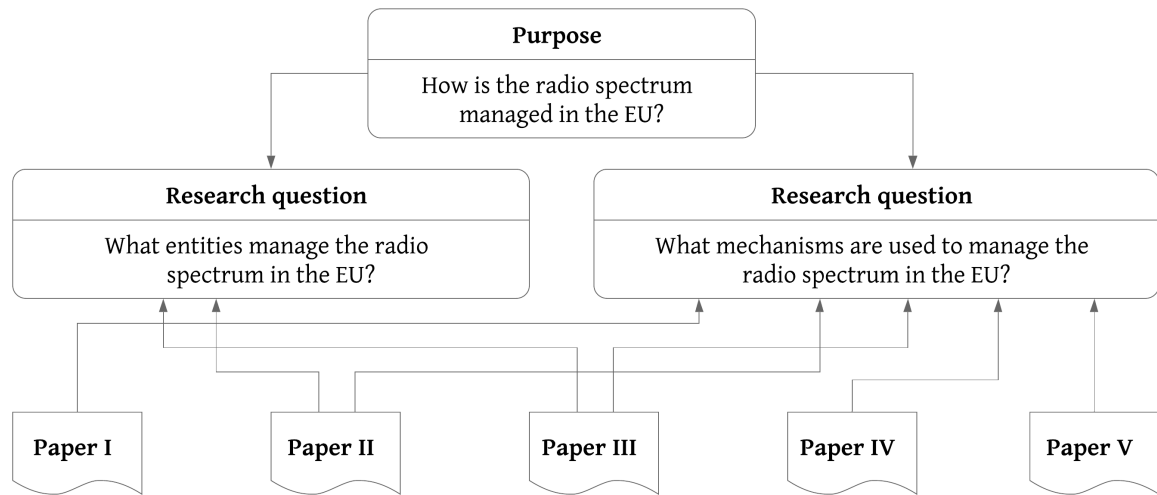 Purpose
How is the radio spectrum
managed in the EU?
Research question
What entities manage the radio
spectrum in the EU?
Research question
What mechanisms are used to manage the
radio spectrum in the EU?
Paper I
Paper II
Paper III
Paper IV
Paper V